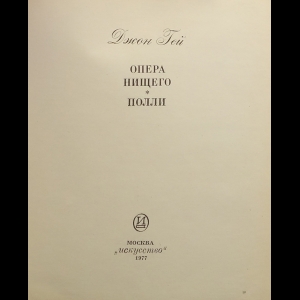 Джон Гей
ОПЕРА
НИЩЕГО
*
ПОЛЛИ
МОСКВА
„искусство“
1977